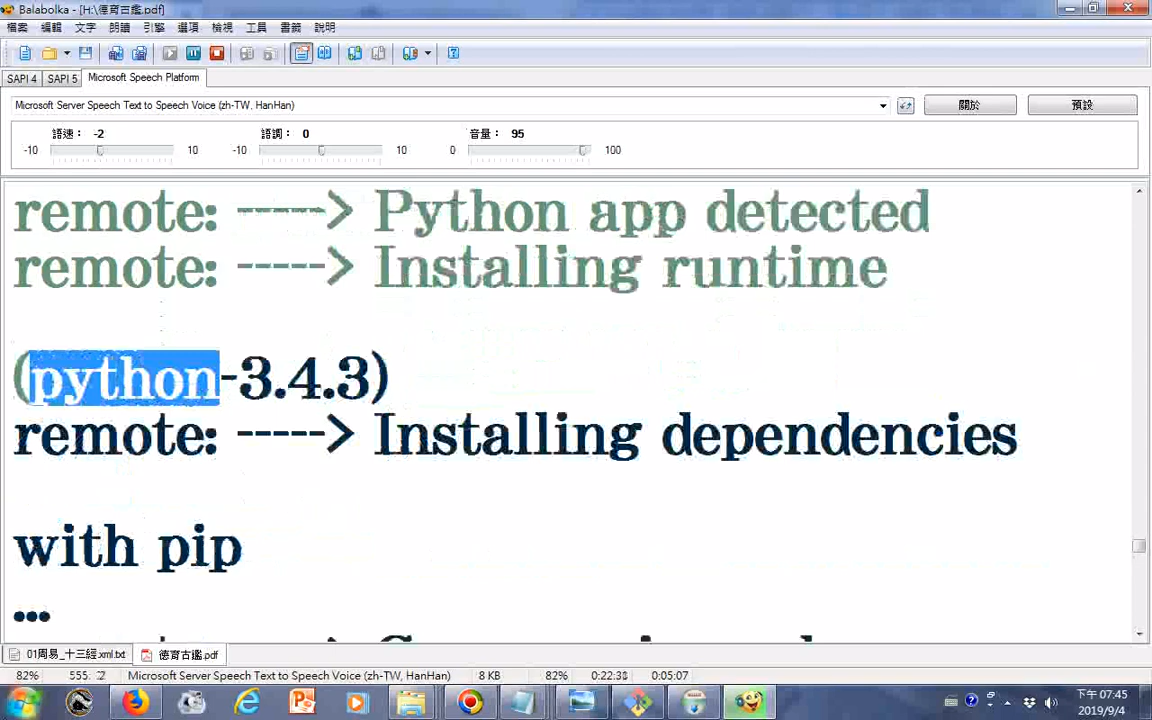 Balabolka - [H:\德育古鑑.pdf]
檔案 編輯 文字 朗讀 引擎 選項 檢視 工具 書籤 說明
SAPI 4 SAPI 5 Microsoft Speech Platform
Microsoft Server Speech Text to Speech Voice (zh-TW, HanHan) 關於 預設
語速： -2 語調： 0 音量： 95
-10 10 -10 10 0 100
remote: -----> Python app detected
remote: -----> Installing runtime
(python-3.4.3)
remote: -----> Installing dependencies
with pip
...
01周易_十三經.xml.txt 德育古鑑.pdf
82% Microsoft Server Speech Text to Speech Voice (zh-TW, HanHan) 8 KB 82% 0:05:07
下午 07:45
2019/9/4